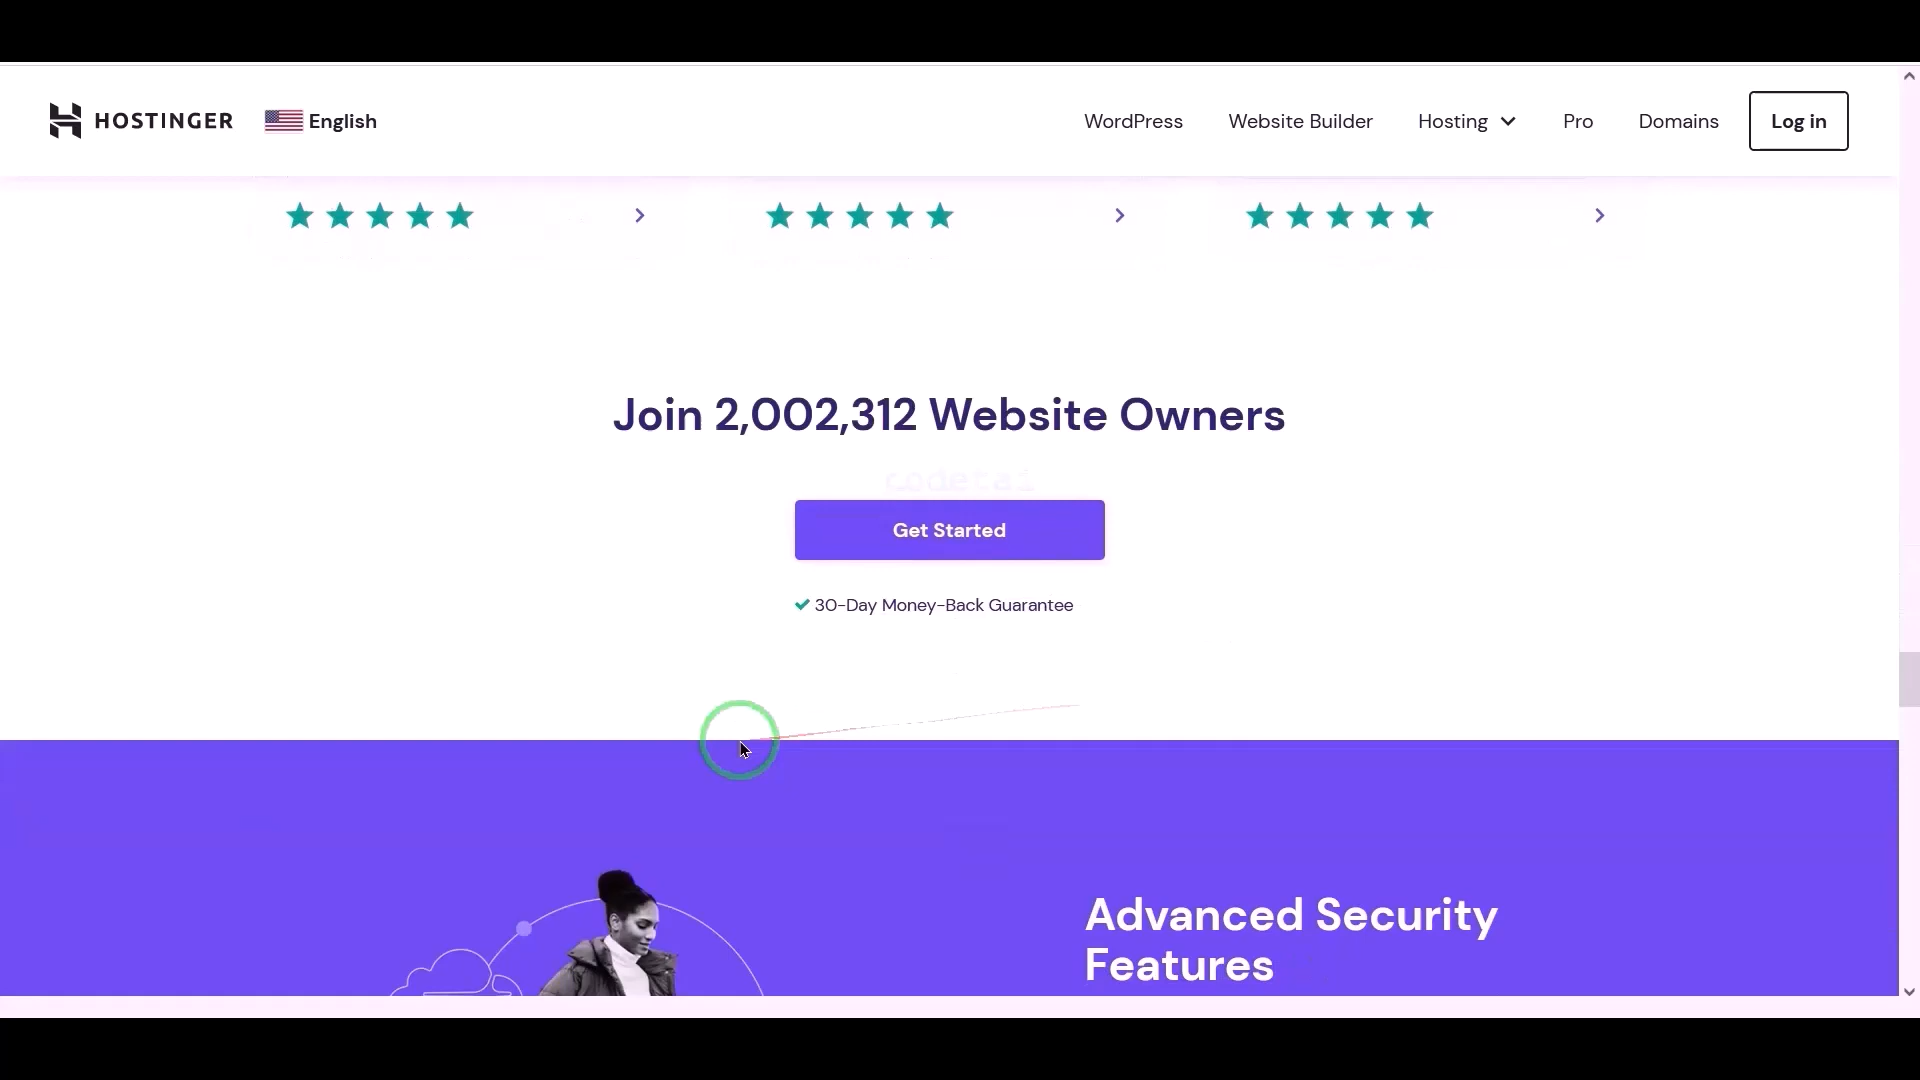 HOSTINGER
English
WordPress
Website Builder
Hosting
Pro
Domains
Log in
Join 2,002,312 Website Owners
codetai
Get Started
30-Day Money-Back Guarantee
Advanced Security
Features